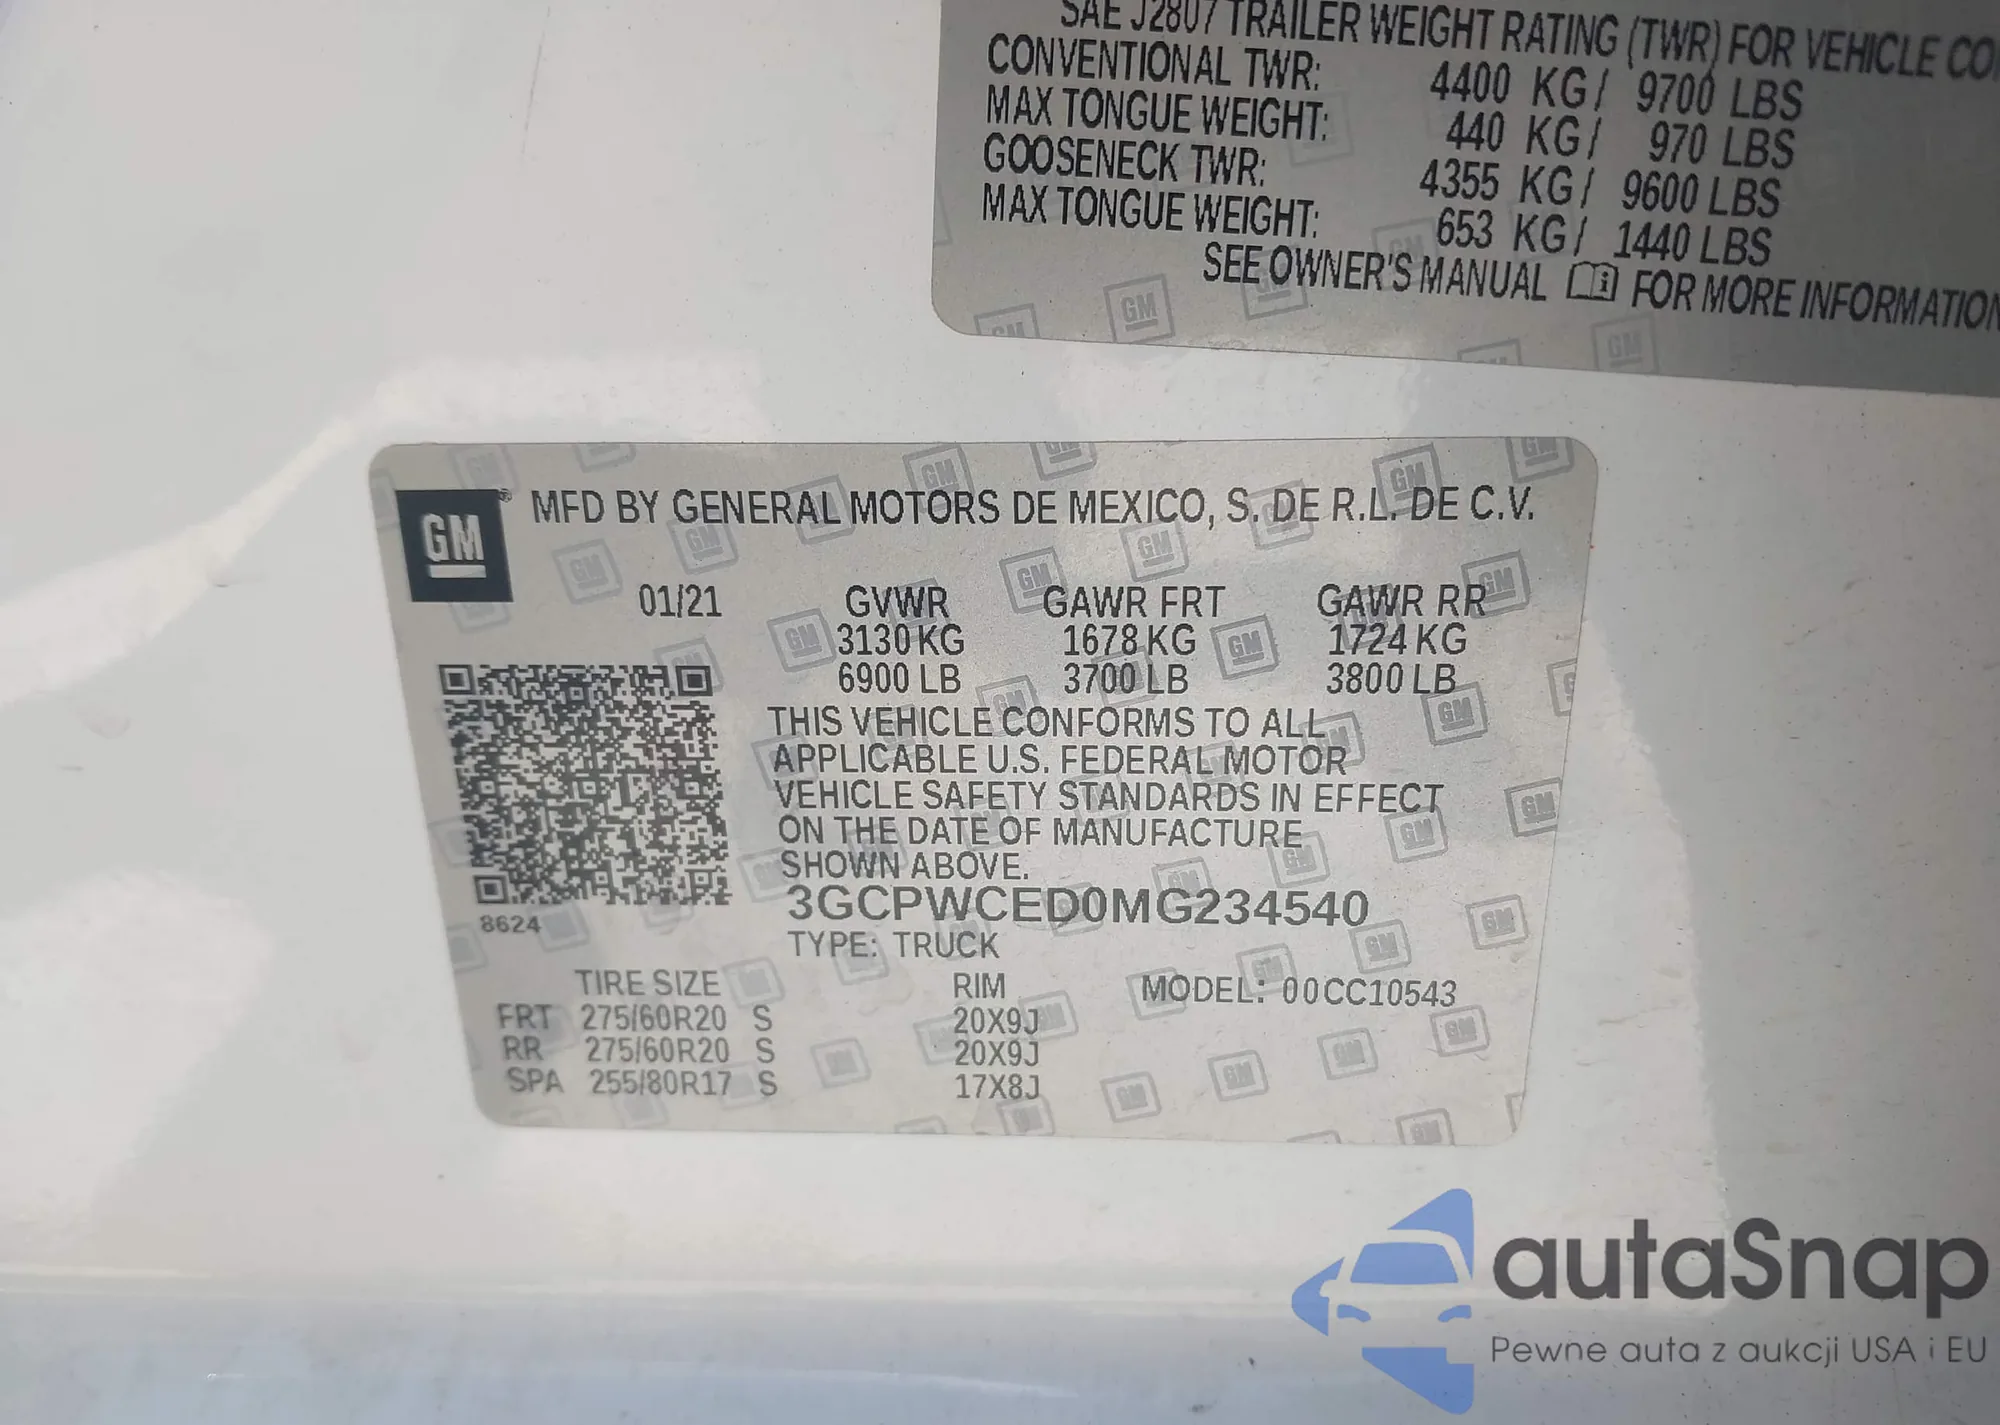 SAE J2807 TRAILER WEIGHT RATING (TWR) FOR VEHICLE
CONVENTIONAL TWR: 4400 KG/ 9700 LBS
MAX TONGUE WEIGHT: 440 KG/ 970 LBS
GOOSENECK TWR: 4355 KG/ 9600 LBS
MAX TONGUE WEIGHT: 653 KG/ 1440 LBS
SEE OWNER'S MANUAL FOR MORE INFORMATION
GM® MFD BY GENERAL MOTORS DE MEXICO, S. DE R.L. DE C.V.
01/21 GVWR GAWR FRT GAWR RR
3130 KG 1678 KG 1724 KG
6900 LB 3700 LB 3800 LB
THIS VEHICLE CONFORMS TO ALL
APPLICABLE U.S. FEDERAL MOTOR
VEHICLE SAFETY STANDARDS IN EFFECT
ON THE DATE OF MANUFACTURE
SHOWN ABOVE.
3GCPWCED0MG234540
8624
TYPE: TRUCK
TIRE SIZE RIM MODEL: 00CC10543
FRT 275/60R20 S 20X9J
RR 275/60R20 S 20X9J
SPA 255/80R17 S 17X8J
autaSnap
Pewne auta z aukcji USA i EU